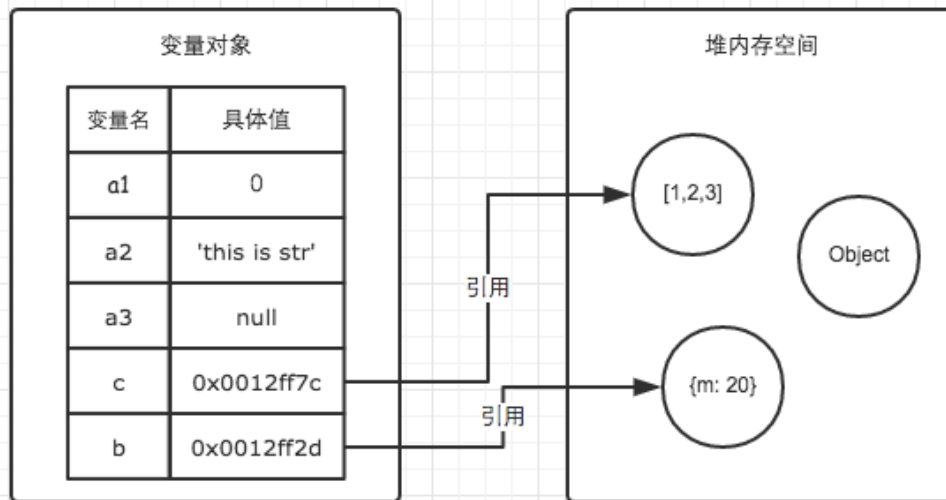 变量对象
变量名 具体值
a1 0
a2 'this is str'
a3 null
c 0x0012ff7c
b 0x0012ff2d
引用
引用
堆内存空间
[1,2,3]
Object
{m: 20}